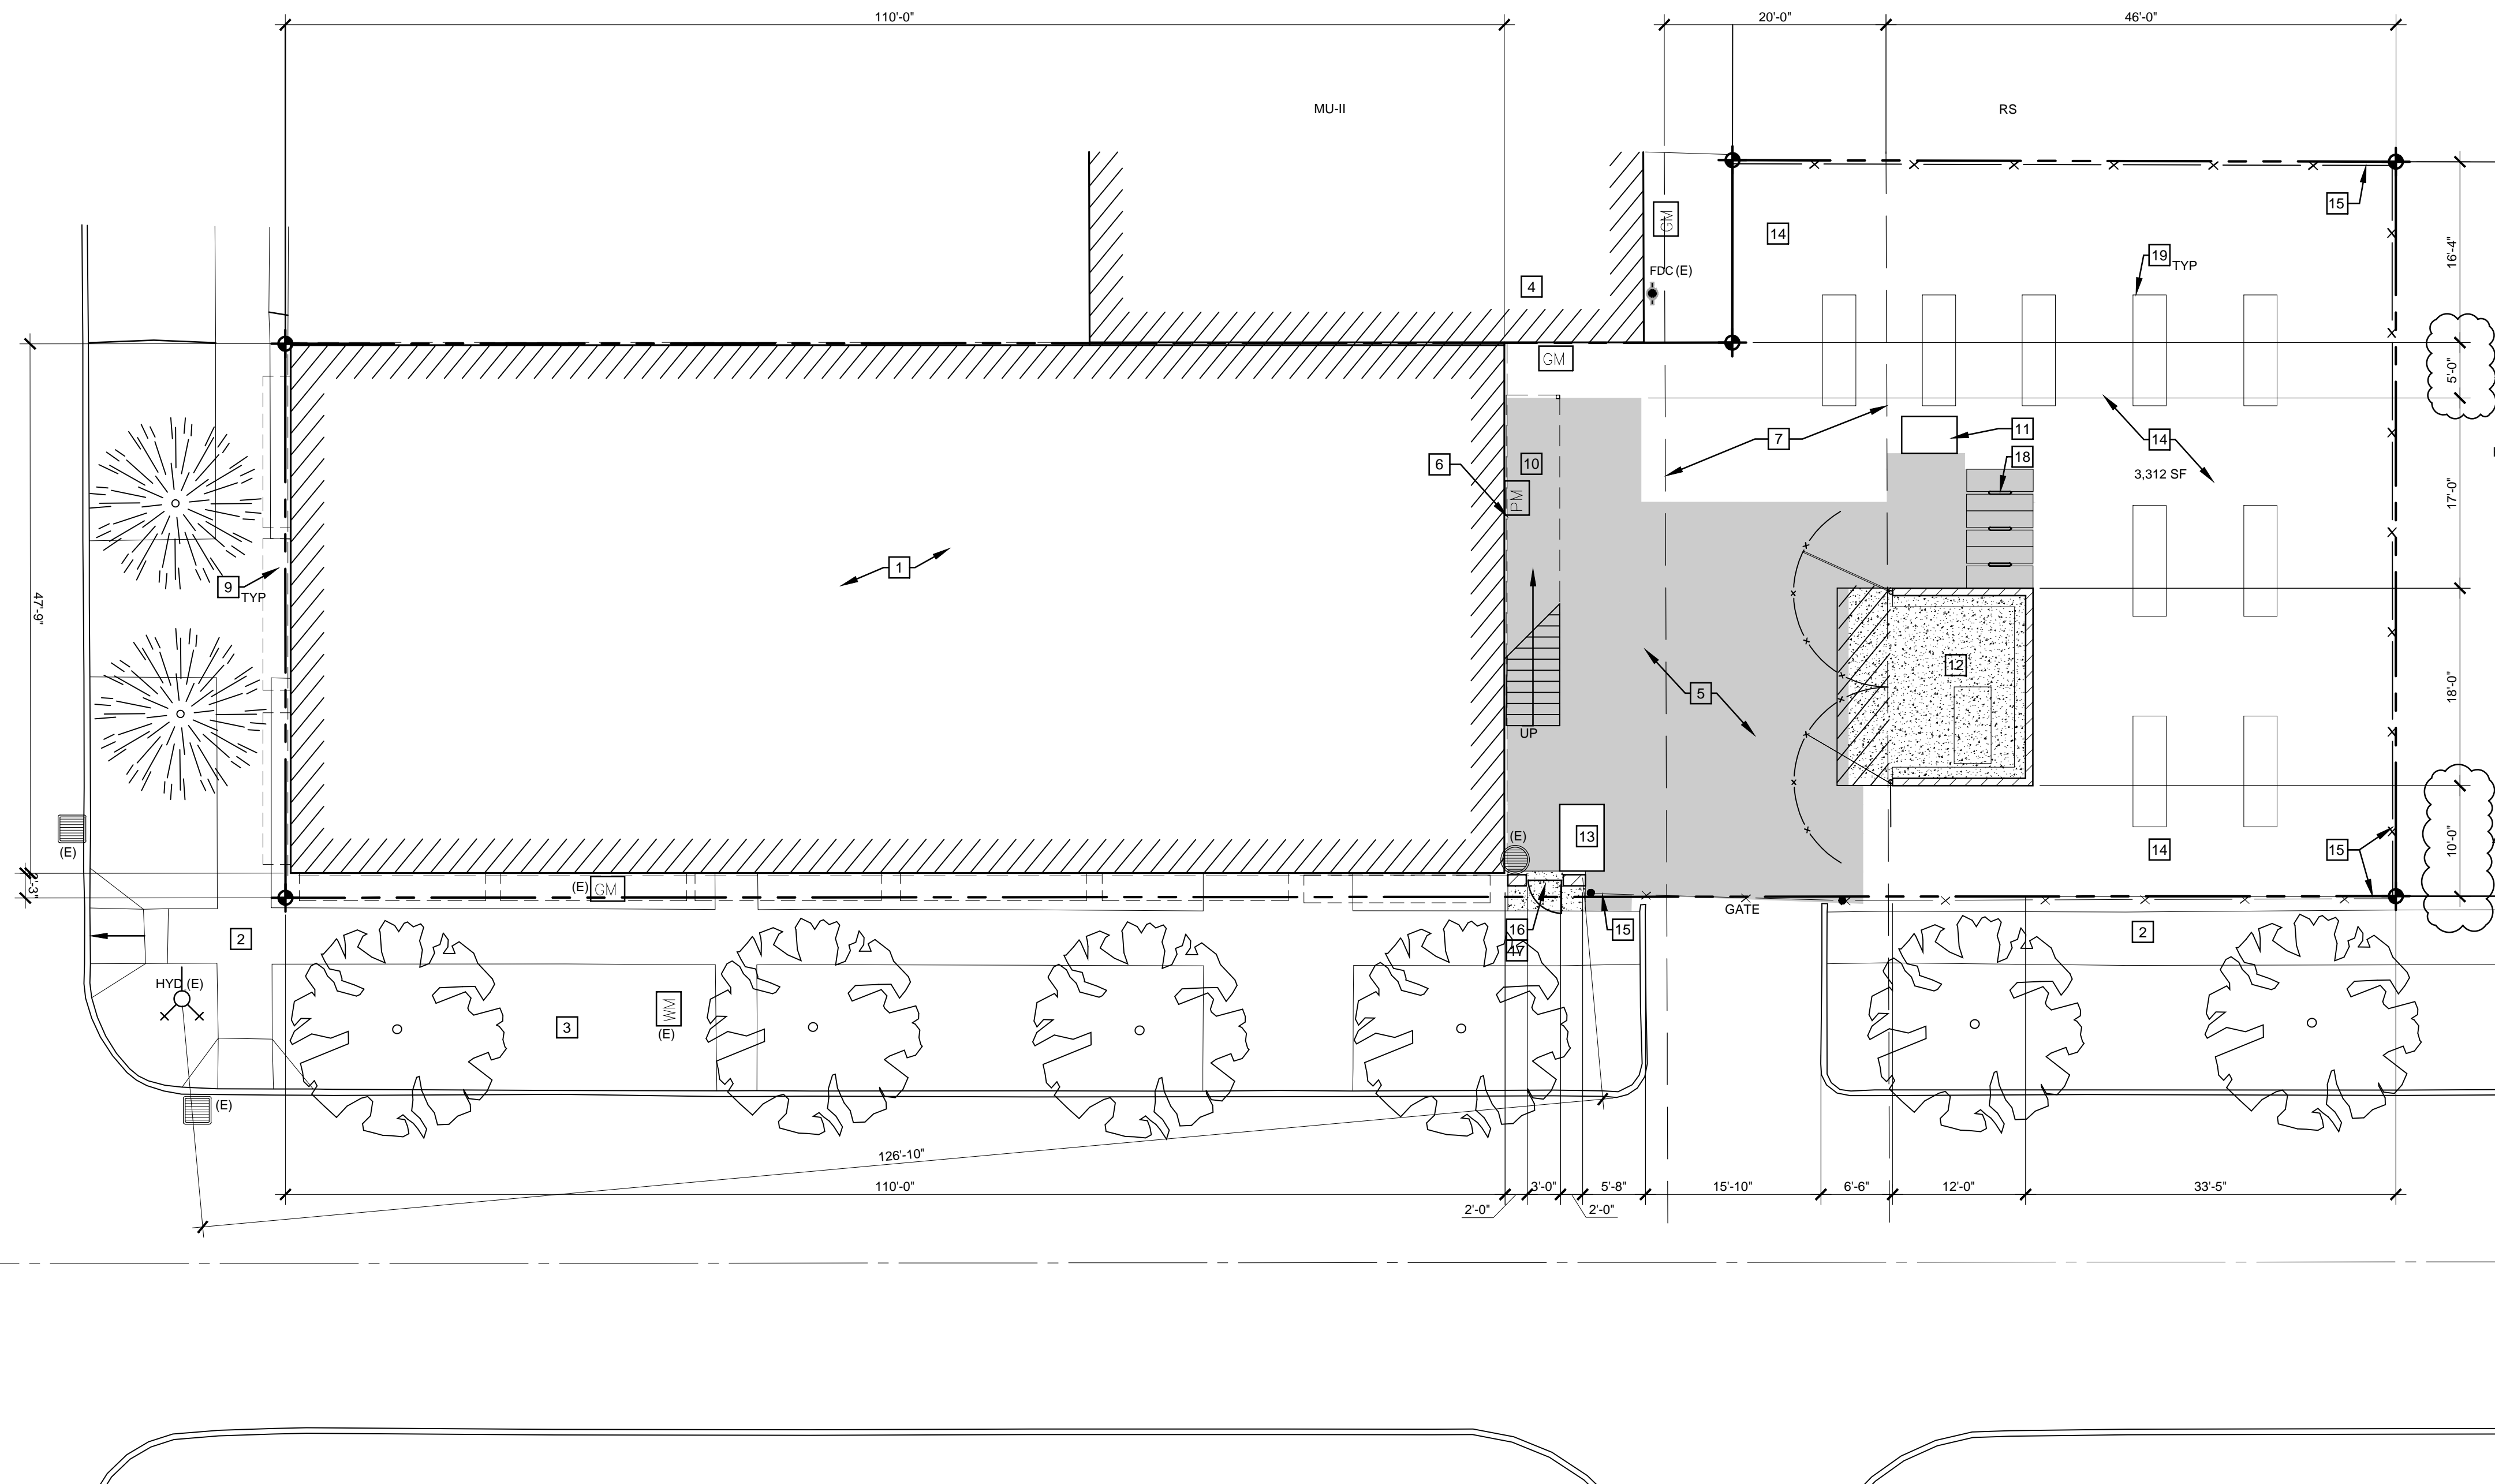 110'-0"
20'-0"
46'-0"
MU-II
RS
15
14
GM
16'-4"
19
TYP
FDC (E)
4
GM
5'-0"
11
7
14
18
6
10
3,312 SF
PM
17'-0"
1
9
TYP
47'-9"
12
5
18'-0"
UP
(E)
13
(E)
14
15
10'-0"
2'-3"
(E)
GM
GATE
16
15
2
2
17
HYD (E)
WM
3
(E)
(E)
126'-10"
110'-0"
3'-0"
5'-8"
15'-10"
6'-6"
12'-0"
33'-5"
2'-0"
2'-0"